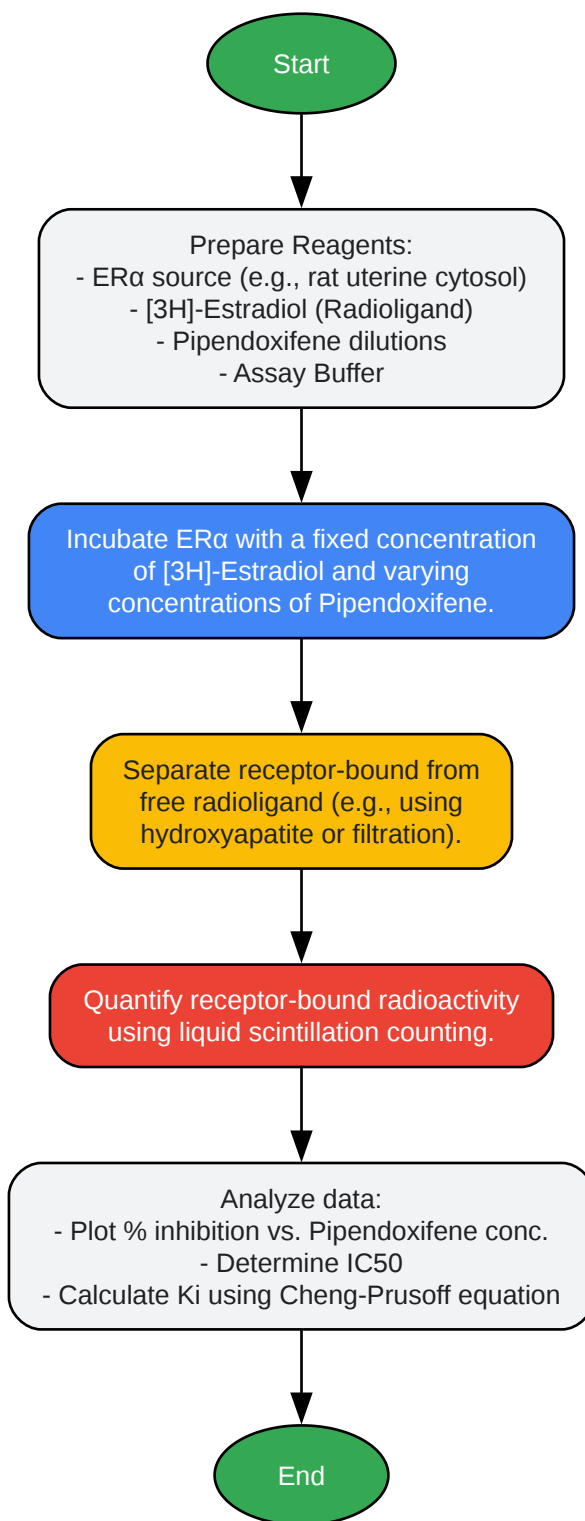 Start
Prepare Reagents:
- ERα source (e.g., rat uterine cytosol)
- [3H]-Estradiol (Radioligand)
- Pipendoxifene dilutions
- Assay Buffer
Incubate ERα with a fixed concentration
of [3H]-Estradiol and varying
concentrations of Pipendoxifene.
Separate receptor-bound from
free radioligand (e.g., using
hydroxyapatite or filtration).
Quantify receptor-bound radioactivity
using liquid scintillation counting.
Analyze data:
- Plot % inhibition vs. Pipendoxifene conc.
- Determine IC50
- Calculate Ki using Cheng-Prusoff equation
End